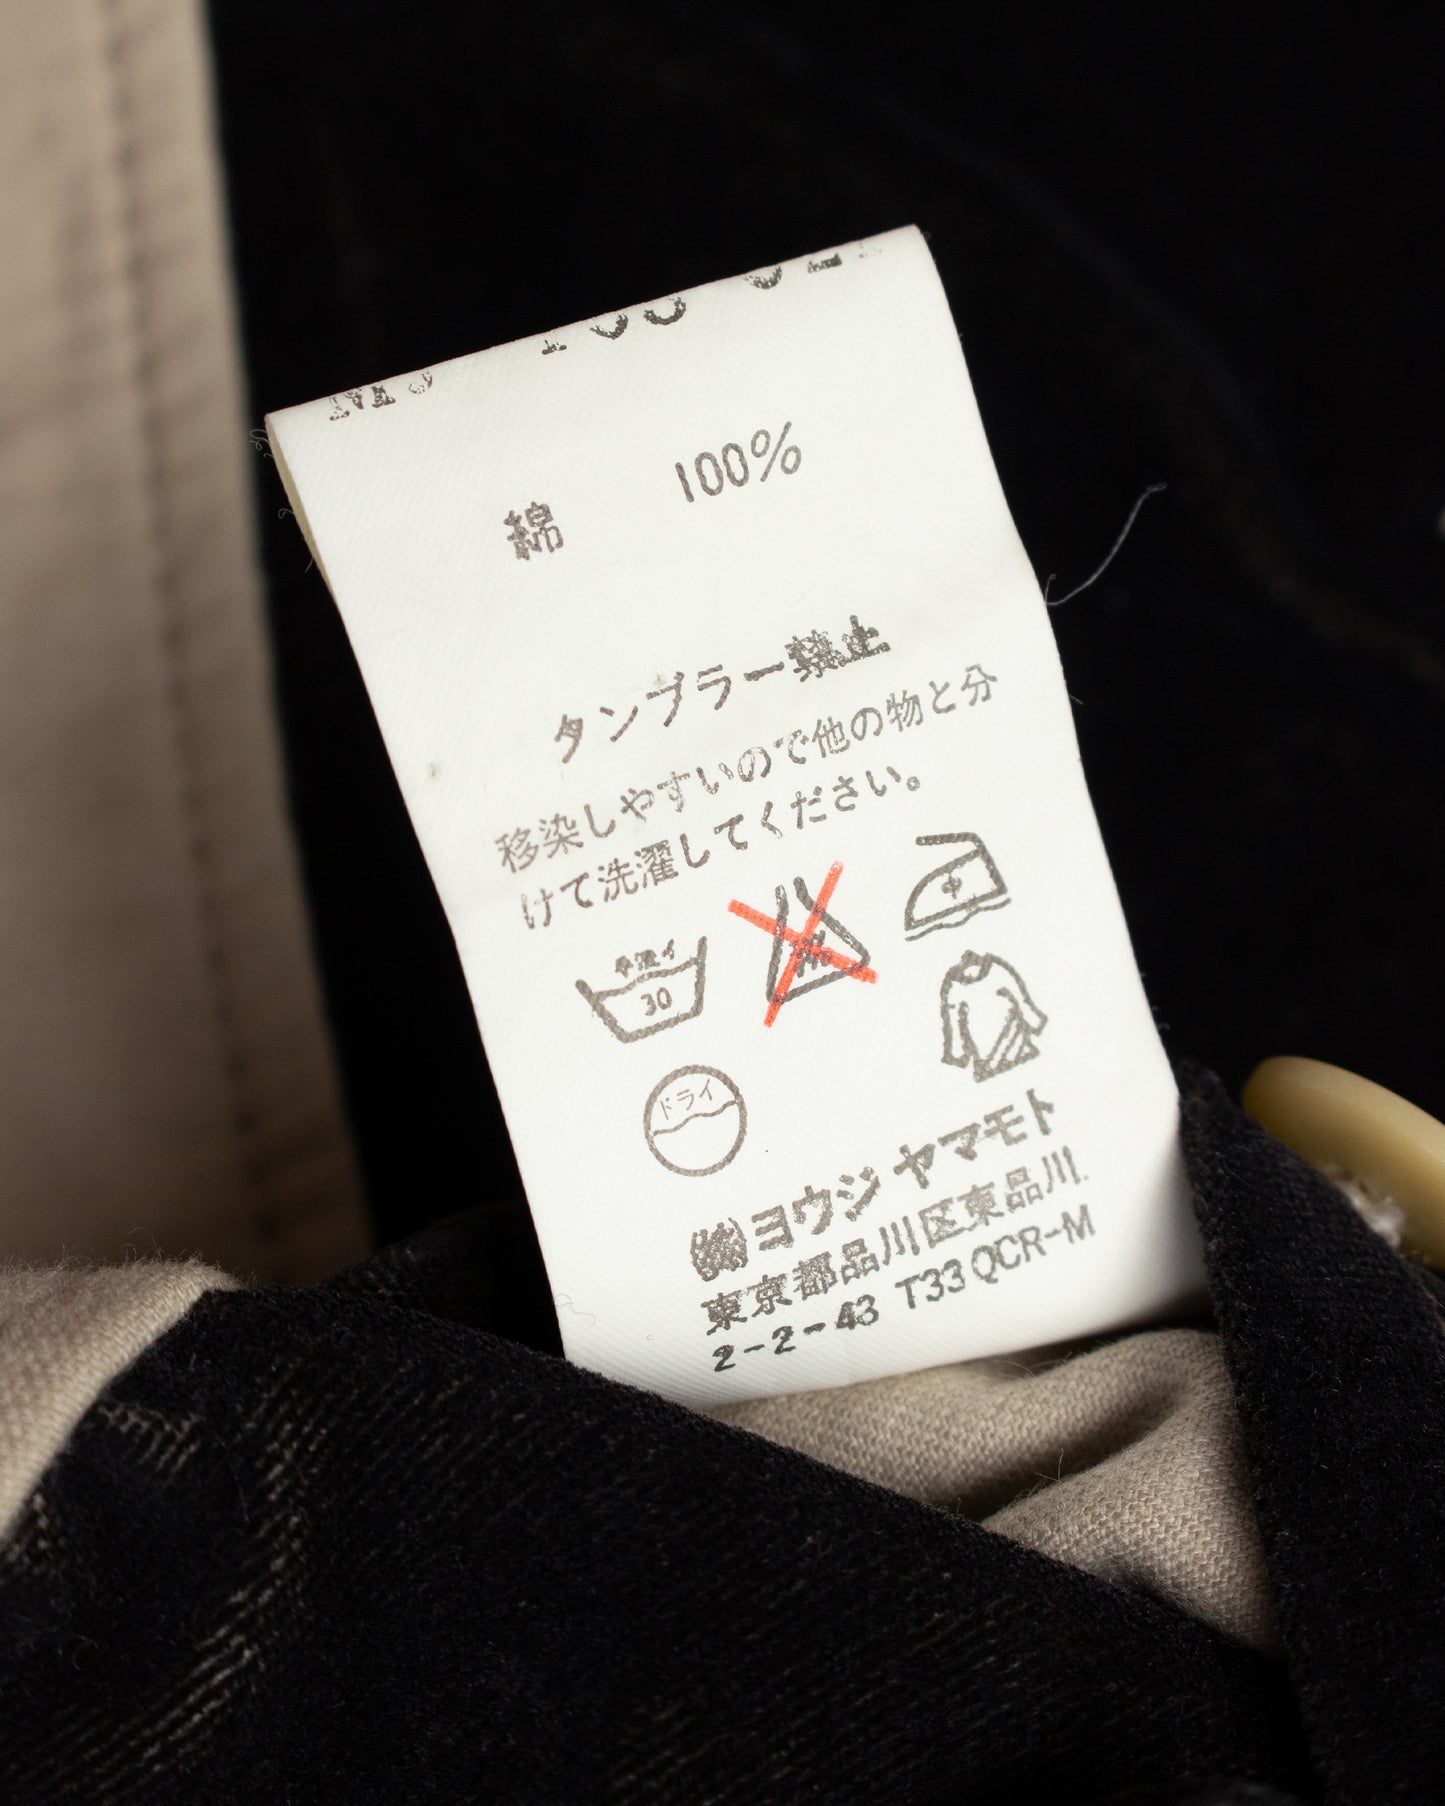 綿 100%
タンブラー禁止
移染しやすいので他の物と分
けて洗濯してください。
手洗イ
30
ドライ
㈱ヨウジ ヤマモト
東京都品川区東品川
2-2-43 T33 QCR-M